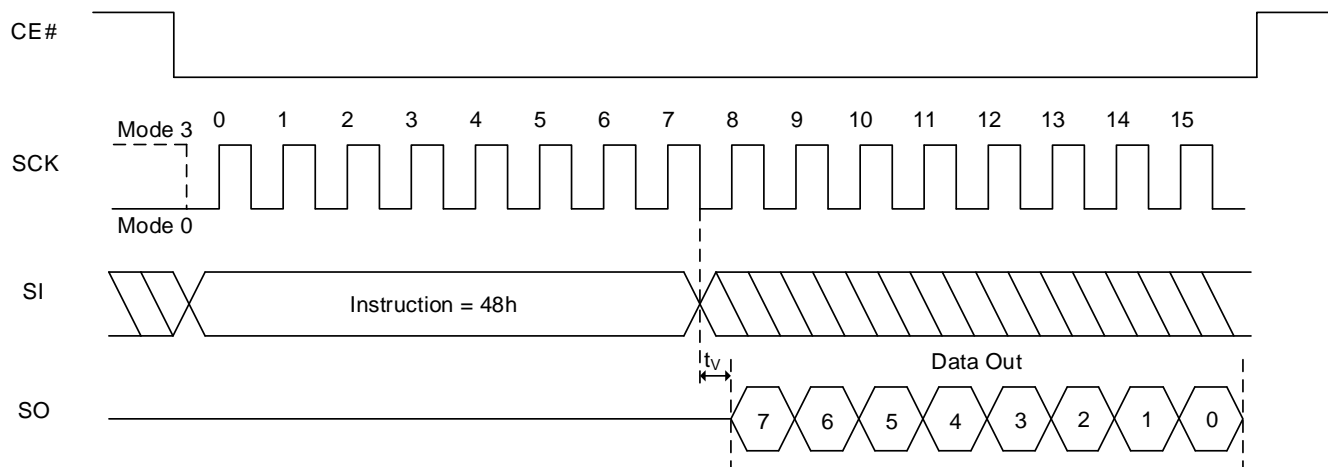 CE#
Mode 3
0 1 2 3 4 5 6 7 8 9 10 11 12 13 14 15
SCK
Mode 0
SI
Instruction = 48h
tV
Data Out
SO
7 6 5 4 3 2 1 0